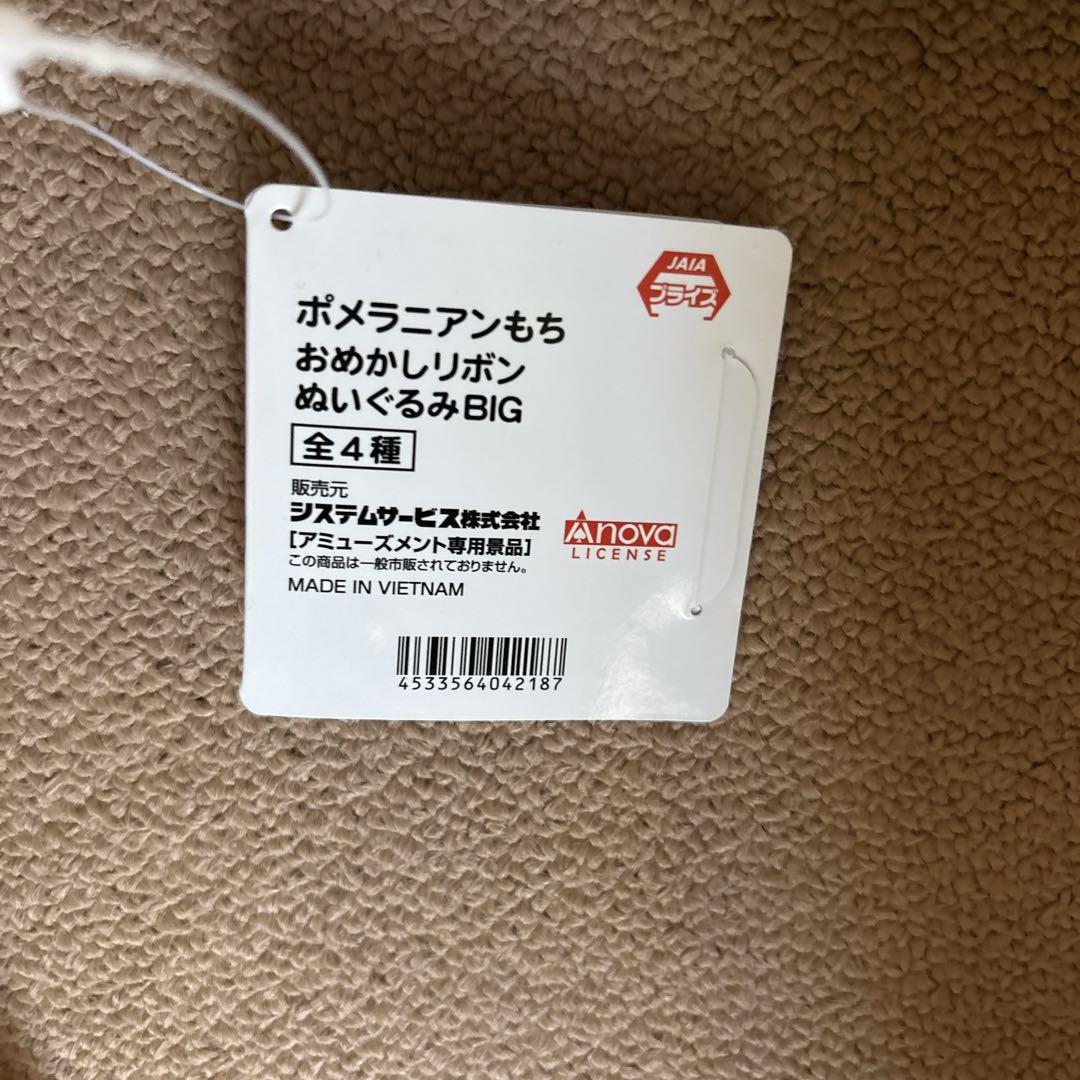 JAIA
プライズ
ポメラニアンもち
おめかしリボン
ぬいぐるみBIG
全4種
販売元
システムサービス株式会社
[アミューズメント専用景品]
この商品は一般市販されておりません。
MADE IN VIETNAM
nova
LICENSE
4533564042187